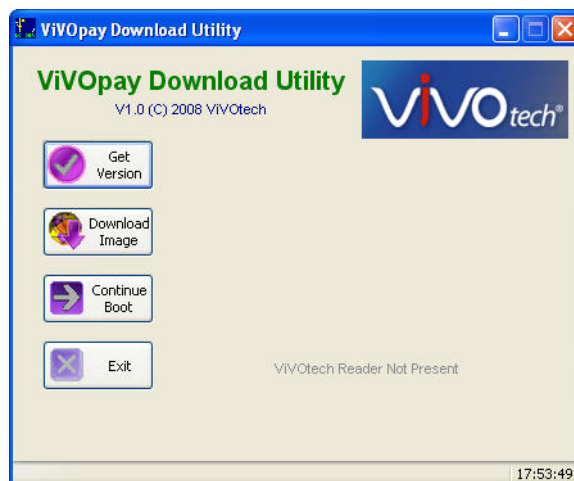 ViVOpay Download Utility
ViVOpay Download Utility
V1.0 (C) 2008 ViVOtech
ViVOtech®
Get
Version
Download
Image
Continue
Boot
Exit
ViVOtech Reader Not Present
17:53:49